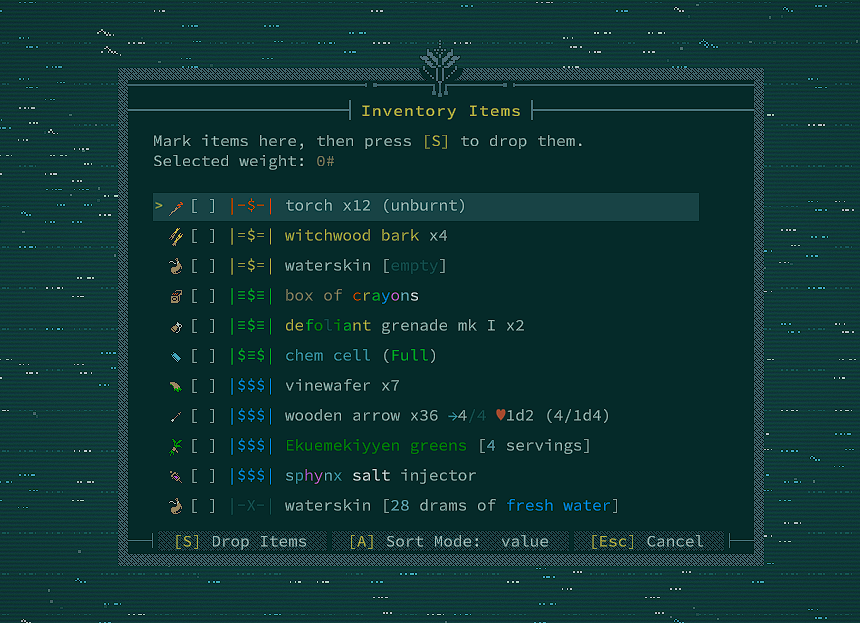 Inventory Items
Mark items here, then press [S] to drop them.
Selected weight: 0#
> [ ] |-$-| torch x12 (unburnt)
[ ] |=$=| witchwood bark x4
[ ] |=$=| waterskin [empty]
[ ] |≡$≡| box of crayons
[ ] |≡$≡| defoliant grenade mk I x2
[ ] |$≡$| chem cell (Full)
[ ] |$$$| vinewafer x7
[ ] |$$$| wooden arrow x36 →4/4 ♥1d2 (4/1d4)
[ ] |$$$| Ekuemekiyyen greens [4 servings]
[ ] |$$$| sphynx salt injector
[ ] |-X-| waterskin [28 drams of fresh water]
[S] Drop Items [A] Sort Mode: value [Esc] Cancel